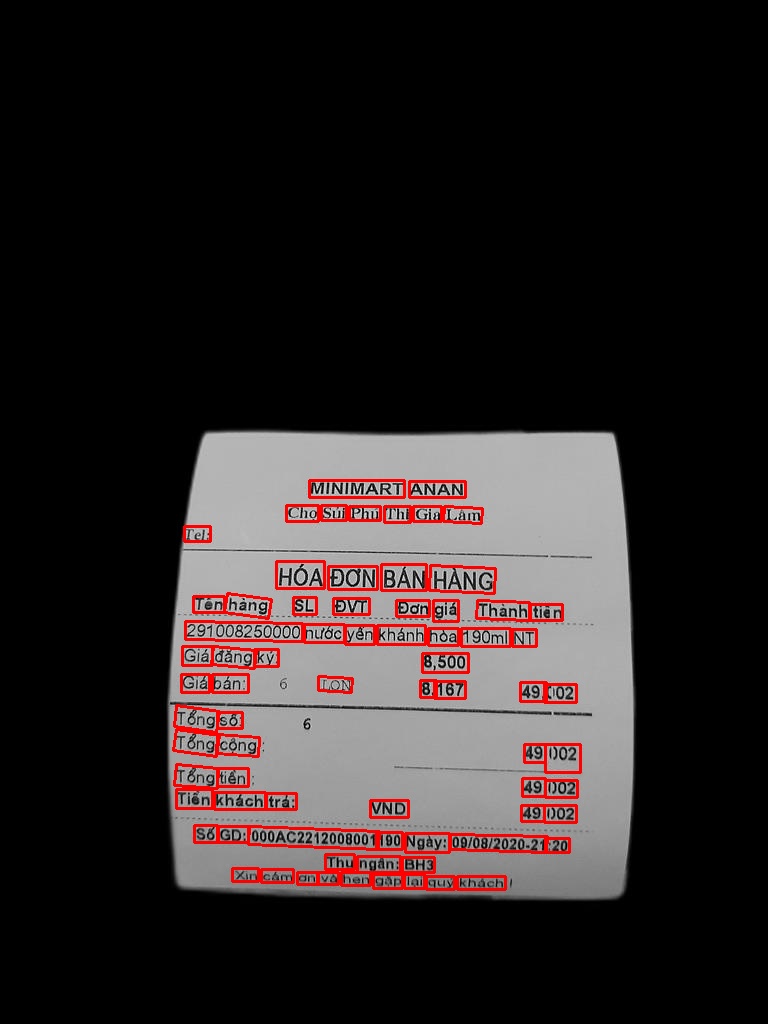 MINIMART ANAN
Chợ Sủi Phú Thị Gia Lâm
Tel:
HÓA ĐƠN BÁN HÀNG
Tên hàng SL ĐVT Đơn giá Thành tiền
291008250000 nước yến khánh hòa 190ml NT
Giá đăng ký: 8,500
Giá bán: 6 LON 8,167 49,002
Tổng số: 6
Tổng cộng : 49,002
Tổng tiền : 49,002
Tiền khách trả: VND 49,002
Số GD: 000AC2212008001190 Ngày: 09/08/2020-21:20
Thu ngân: BH3
Xin cám ơn và hẹn gặp lại quý khách !